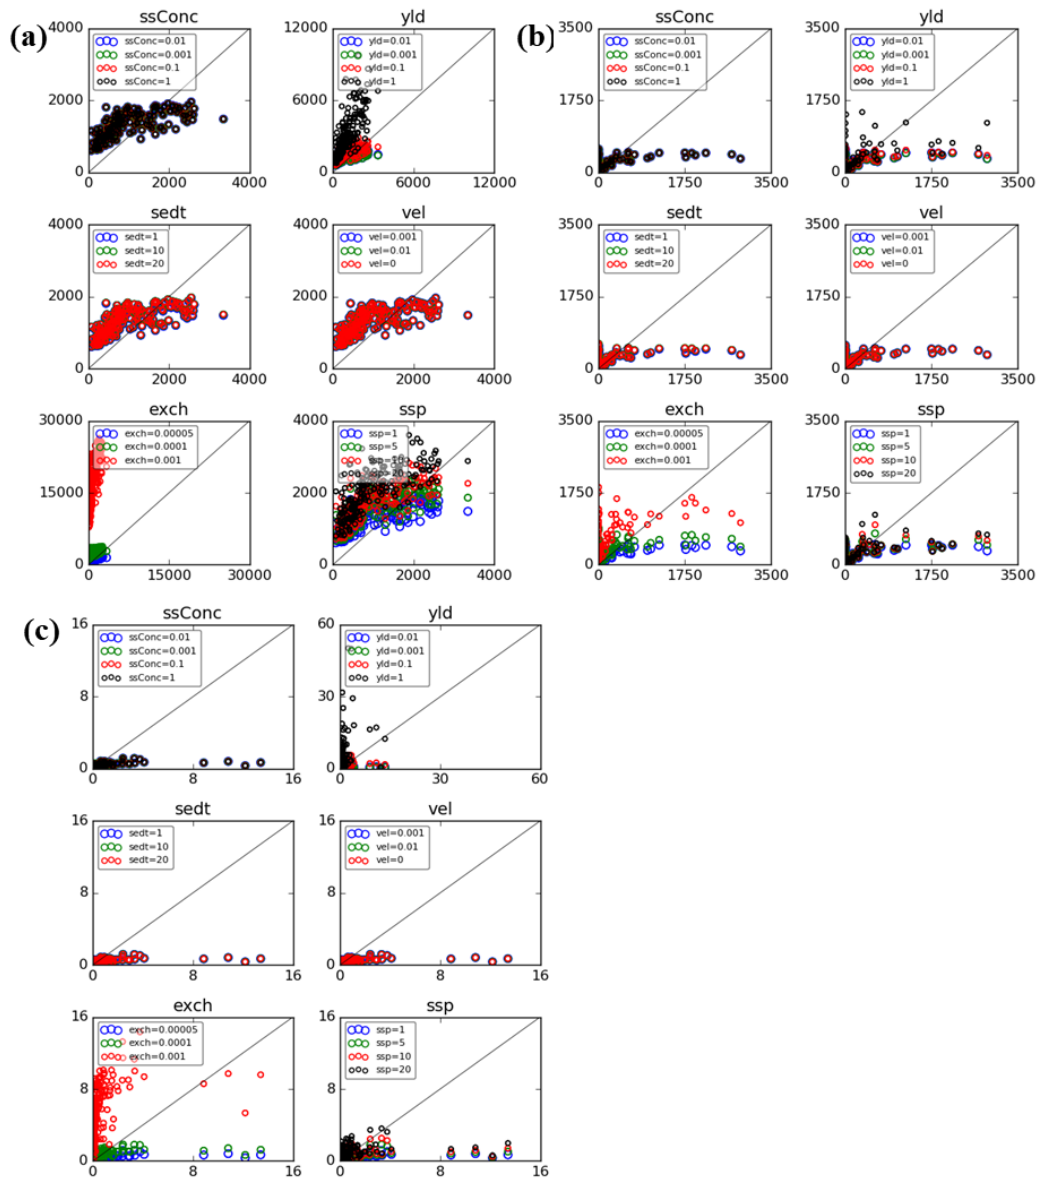 (a)
ssConc
4000
2000
0
0 2000 4000
ssConc=0.01
ssConc=0.001
ssConc=0.1
ssConc=1
yld
12000
6000
0
0 6000 12000
yld=0.01
yld=0.001
yld=0.1
yld=1
sedt
4000
2000
0
0 2000 4000
sedt=1
sedt=10
sedt=20
vel
4000
2000
0
0 2000 4000
vel=0.001
vel=0.01
vel=0
exch
30000
15000
0
0 15000 30000
exch=0.00005
exch=0.0001
exch=0.001
ssp
4000
2000
0
0 2000 4000
ssp=1
ssp=5
ssp=10
ssp=20
(b)
ssConc
3500
1750
0
0 1750 3500
ssConc=0.01
ssConc=0.001
ssConc=0.1
ssConc=1
yld
3500
1750
0
0 1750 3500
yld=0.01
yld=0.001
yld=0.1
yld=1
sedt
3500
1750
0
0 1750 3500
sedt=1
sedt=10
sedt=20
vel
3500
1750
0
0 1750 3500
vel=0.001
vel=0.01
vel=0
exch
3500
1750
0
0 1750 3500
exch=0.00005
exch=0.0001
exch=0.001
ssp
3500
1750
0
0 1750 3500
ssp=1
ssp=5
ssp=10
ssp=20
(c)
ssConc
16
8
0
0 8 16
ssConc=0.01
ssConc=0.001
ssConc=0.1
ssConc=1
yld
60
30
0
0 30 60
yld=0.01
yld=0.001
yld=0.1
yld=1
sedt
16
8
0
0 8 16
sedt=1
sedt=10
sedt=20
vel
16
8
0
0 8 16
vel=0.001
vel=0.01
vel=0
exch
16
8
0
0 8 16
exch=0.00005
exch=0.0001
exch=0.001
ssp
16
8
0
0 8 16
ssp=1
ssp=5
ssp=10
ssp=20